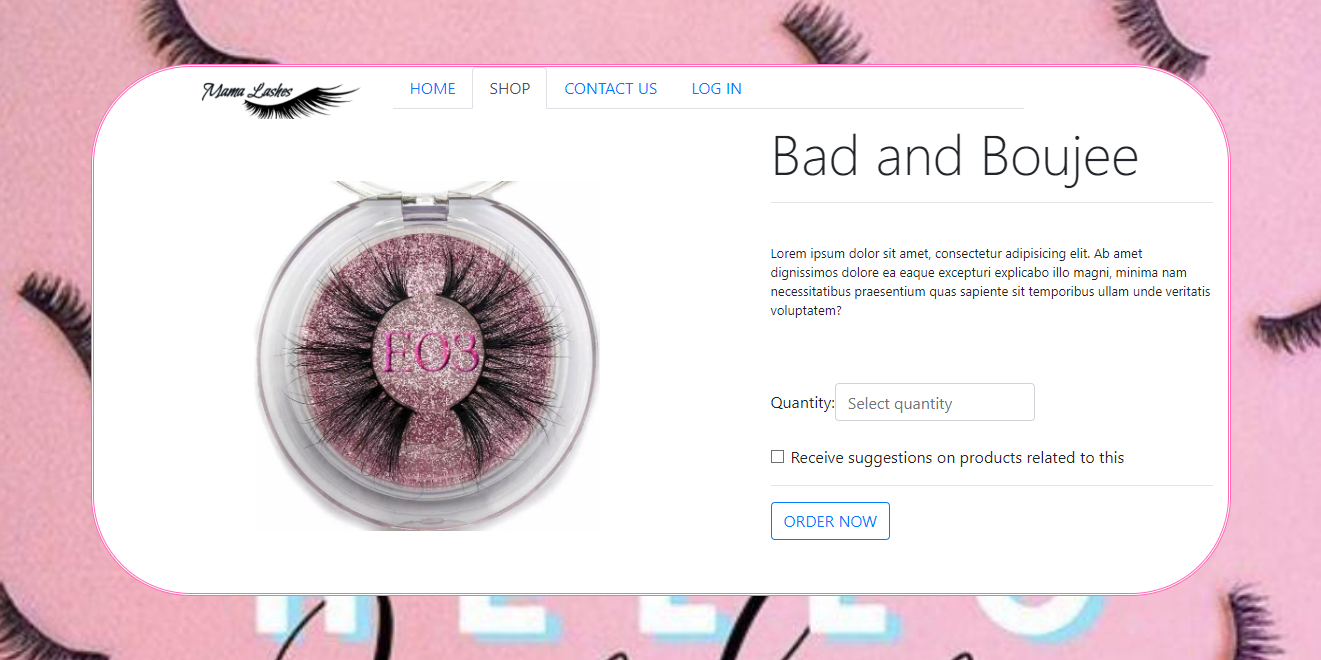 Mama Lashes
HOME SHOP CONTACT US LOG IN
Bad and Boujee
Lorem ipsum dolor sit amet, consectetur adipisicing elit. Ab amet
dignissimos dolore ea eaque excepturi explicabo illo magni, minima nam
necessitatibus praesentium quas sapiente sit temporibus ullam unde veritatis
voluptatem?
E03
Quantity: Select quantity
Receive suggestions on products related to this
ORDER NOW
HELLO